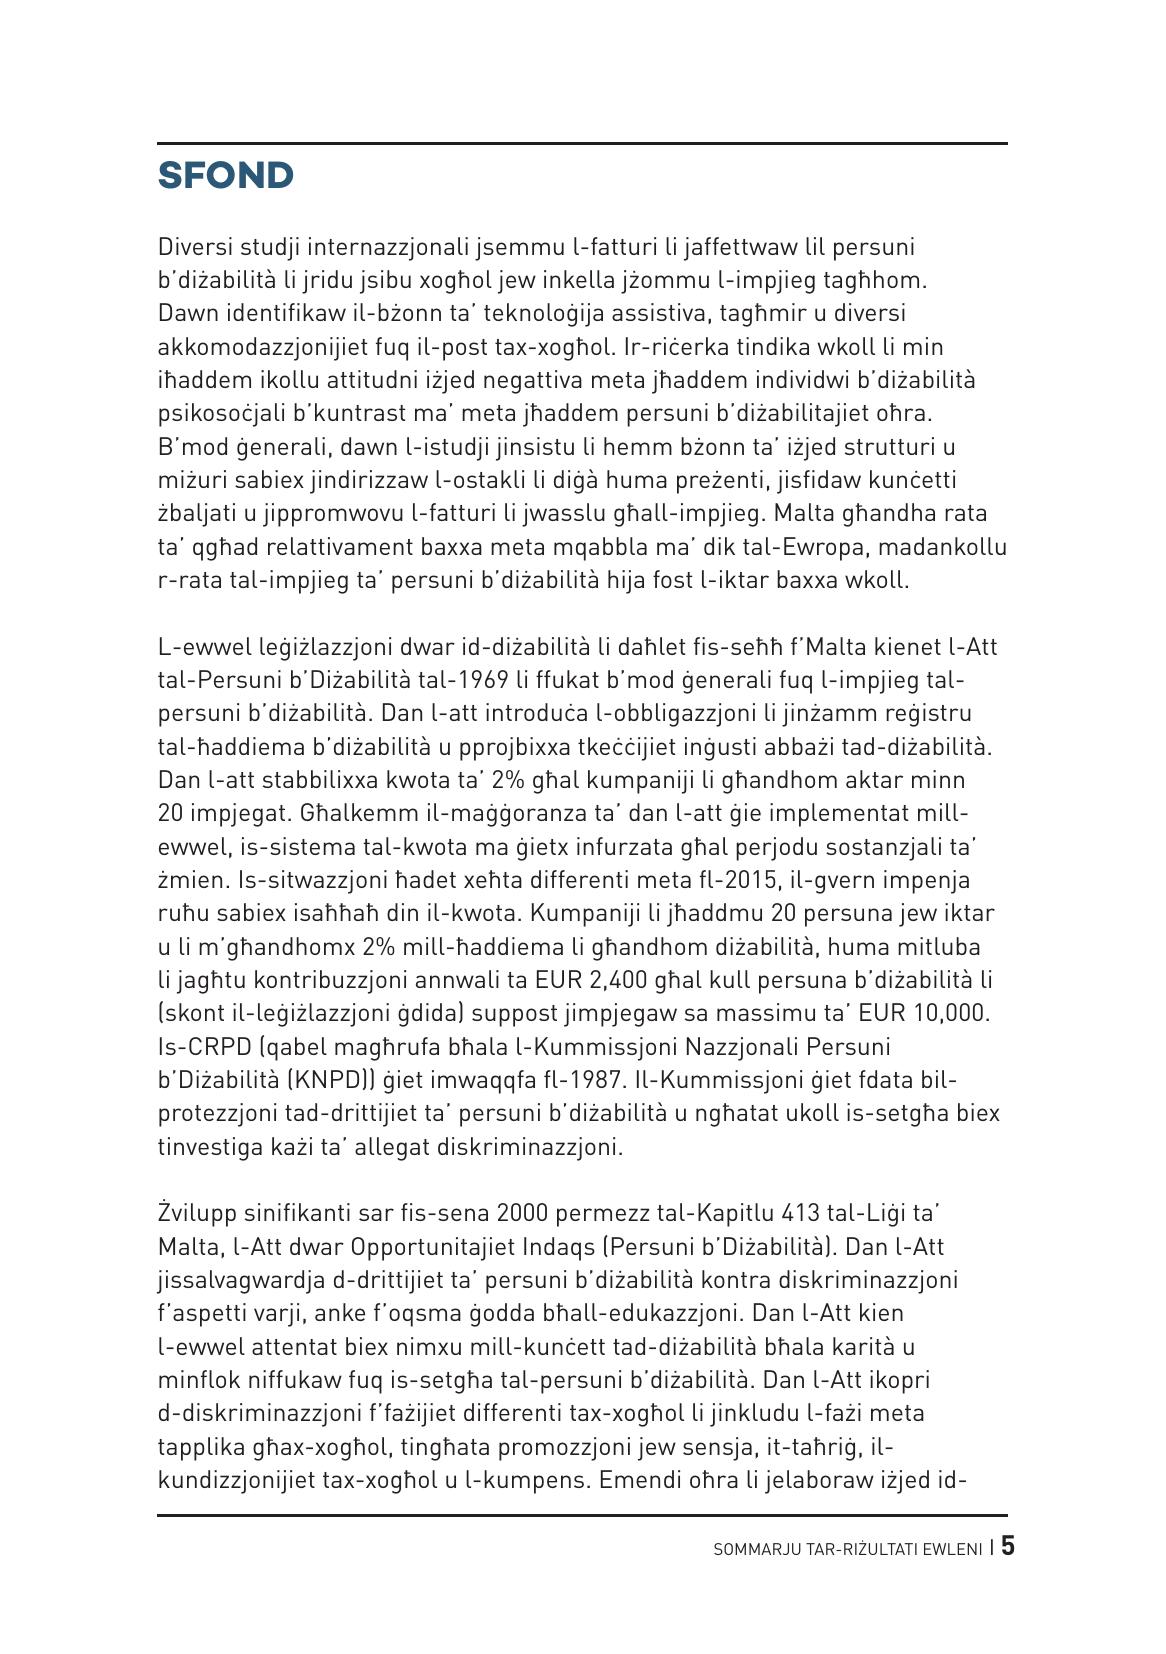 SFOND
Diversi studji internazzjonali jsemmu l-fatturi li jaffettwaw lil persuni
b’diżabilità li jridu jsibu xogħol jew inkella jżommu l-impjieg tagħhom.
Dawn identifikaw il-bżonn ta’ teknoloġija assistiva, tagħmir u diversi
akkomodazzjonijiet fuq il-post tax-xogħol. Ir-riċerka tindika wkoll li min
iħaddem ikollu attitudni iżjed negattiva meta jħaddem individwi b’diżabilità
psikosoċjali b’kuntrast ma’ meta jħaddem persuni b’diżabilitajiet oħra.
B’mod ġenerali, dawn l-istudji jinsistu li hemm bżonn ta’ iżjed strutturi u
miżuri sabiex jindirizzaw l-ostakli li diġà huma preżenti, jisfidaw kunċetti
żbaljati u jippromwovu l-fatturi li jwasslu għall-impjieg. Malta għandha rata
ta’ qgħad relattivament baxxa meta mqabbla ma’ dik tal-Ewropa, madankollu
r-rata tal-impjieg ta’ persuni b’diżabilità hija fost l-iktar baxxa wkoll.
L-ewwel leġiżlazzjoni dwar id-diżabilità li daħlet fis-seħħ f’Malta kienet l-Att
tal-Persuni b’Diżabilità tal-1969 li ffukat b’mod ġenerali fuq l-impjieg tal-
persuni b’diżabilità. Dan l-att introduċa l-obbligazzjoni li jinżamm reġistru
tal-ħaddiema b’diżabilità u pprojbixxa tkeċċijiet inġusti abbażi tad-diżabilità.
Dan l-att stabbilixxa kwota ta’ 2% għal kumpaniji li għandhom aktar minn
20 impjegat. Għalkemm il-maġġoranza ta’ dan l-att ġie implementat mill-
ewwel, is-sistema tal-kwota ma ġietx infurzata għal perjodu sostanzjali ta’
żmien. Is-sitwazzjoni ħadet xeħta differenti meta fl-2015, il-gvern impenja
ruħu sabiex isaħħaħ din il-kwota. Kumpaniji li jħaddmu 20 persuna jew iktar
u li m’għandhomx 2% mill-ħaddiema li għandhom diżabilità, huma mitluba
li jagħtu kontribuzzjoni annwali ta EUR 2,400 għal kull persuna b’diżabilità li
(skont il-leġiżlazzjoni ġdida) suppost jimpjegaw sa massimu ta’ EUR 10,000.
Is-CRPD (qabel magħrufa bħala l-Kummissjoni Nazzjonali Persuni
b’Diżabilità (KNPD)) ġiet imwaqqfa fl-1987. Il-Kummissjoni ġiet fdata bil-
protezzjoni tad-drittijiet ta’ persuni b’diżabilità u ngħatat ukoll is-setgħa biex
tinvestiga każi ta’ allegat diskriminazzjoni.
Żvilupp sinifikanti sar fis-sena 2000 permezz tal-Kapitlu 413 tal-Liġi ta’
Malta, l-Att dwar Opportunitajiet Indaqs (Persuni b’Diżabilità). Dan l-Att
jissalvagwardja d-drittijiet ta’ persuni b’diżabilità kontra diskriminazzjoni
f’aspetti varji, anke f’oqsma ġodda bħall-edukazzjoni. Dan l-Att kien
l-ewwel attentat biex nimxu mill-kunċett tad-diżabilità bħala karità u
minflok niffukaw fuq is-setgħa tal-persuni b’diżabilità. Dan l-Att ikopri
d-diskriminazzjoni f’fażijiet differenti tax-xogħol li jinkludu l-fażi meta
tapplika għax-xogħol, tingħata promozzjoni jew sensja, it-taħriġ, il-
kundizzjonijiet tax-xogħol u l-kumpens. Emendi oħra li jelaboraw iżjed id-
SOMMARJU TAR-RIŻULTATI EWLENI | 5